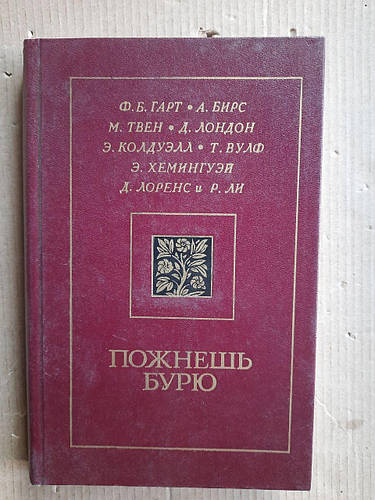 Ф. Б. ГАРТ • А. БИРС
М. ТВЕН • Д. ЛОНДОН
Э. КОЛДУЭЛЛ • Т. ВУЛФ
Э. ХЕМИНГУЭЙ
Д. ЛОРЕНС и Р. ЛИ
ПОЖНЕШЬ
БУРЮ